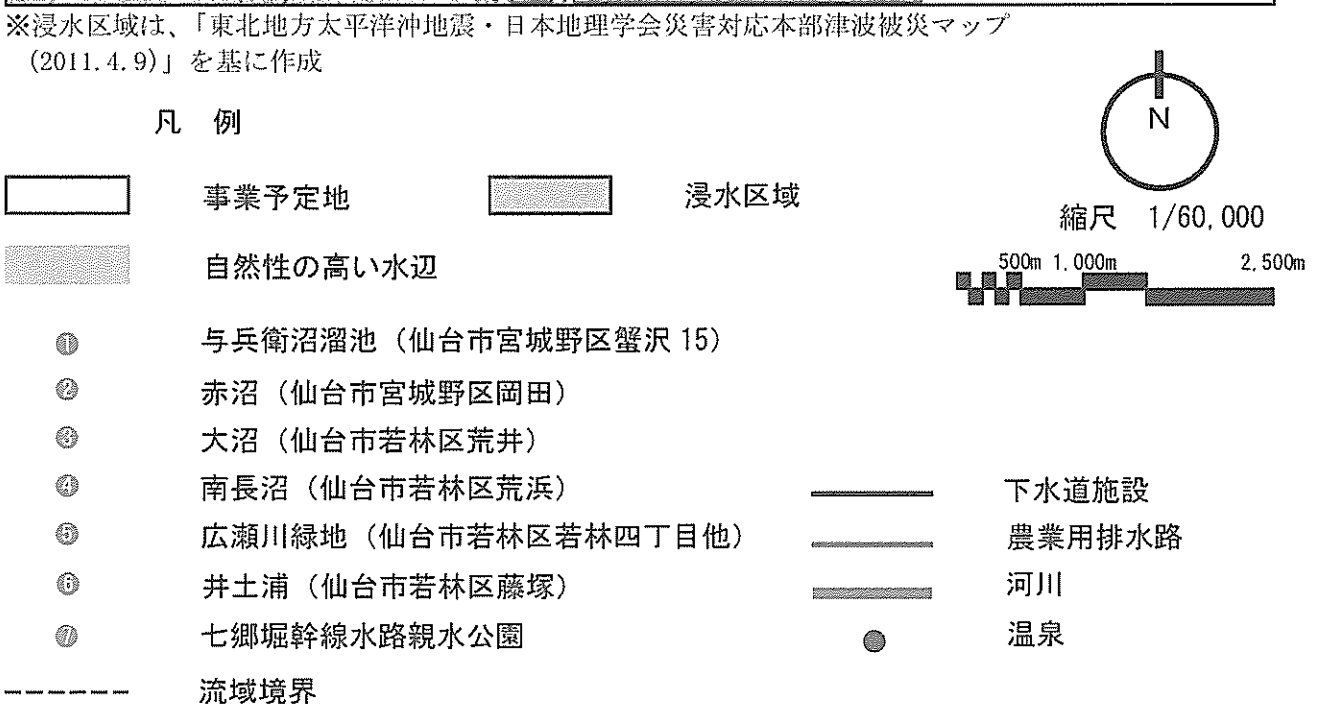 ※浸水区域は、「東北地方太平洋沖地震・日本地理学会災害対応本部津波被災マップ
(2011.4.9)」を基に作成
凡 例
N
事業予定地
浸水区域
縮尺 1/60,000
自然性の高い水辺
500m 1,000m 2,500m
① 与兵衛沼溜池（仙台市宮城野区蟹沢 15）
② 赤沼（仙台市宮城野区岡田）
③ 大沼（仙台市若林区荒井）
④ 南長沼（仙台市若林区荒浜）
下水道施設
⑤ 広瀬川緑地（仙台市若林区若林四丁目他）
農業用排水路
⑥ 井土浦（仙台市若林区藤塚）
河川
⑦ 七郷堀幹線水路親水公園
温泉
流域境界